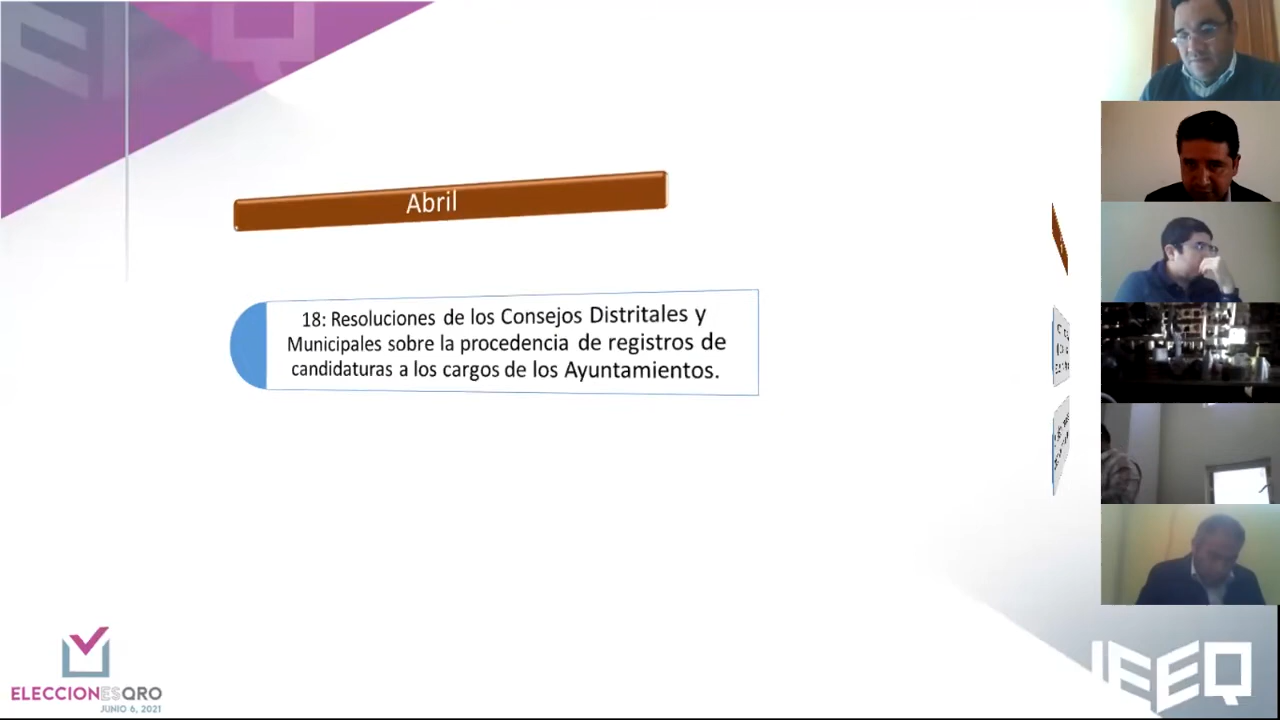 Abril
18: Resoluciones de los Consejos Distritales y
Municipales sobre la procedencia de registros de
candidaturas a los cargos de los Ayuntamientos.
ELECCIONESQRO
JUNIO 6, 2021
IEEQ